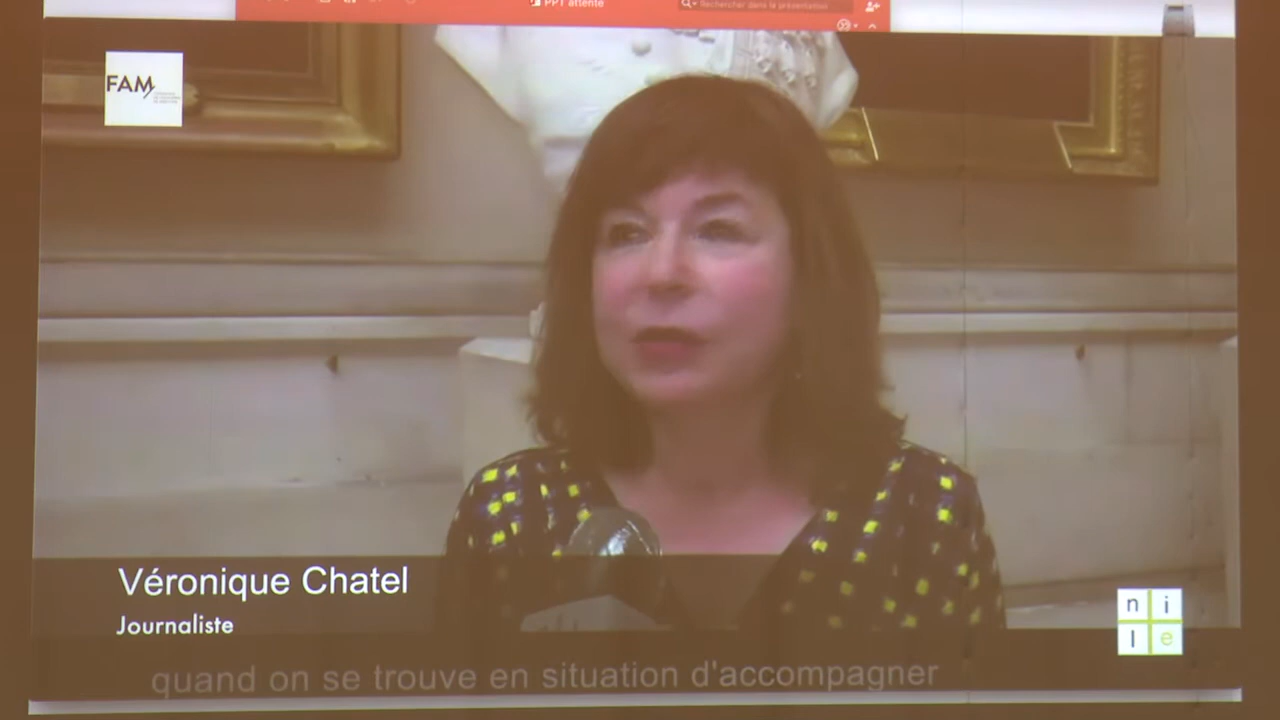 PPT attente
Rechercher dans la présentation
FAM
Véronique Chatel
Journaliste
n i
l e
quand on se trouve en situation d'accompagner